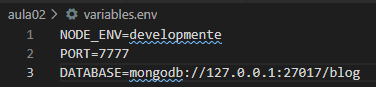 aula02 > variables.env
1 NODE_ENV=developmente
2 PORT=7777
3 DATABASE=mongodb://127.0.0.1:27017/blog